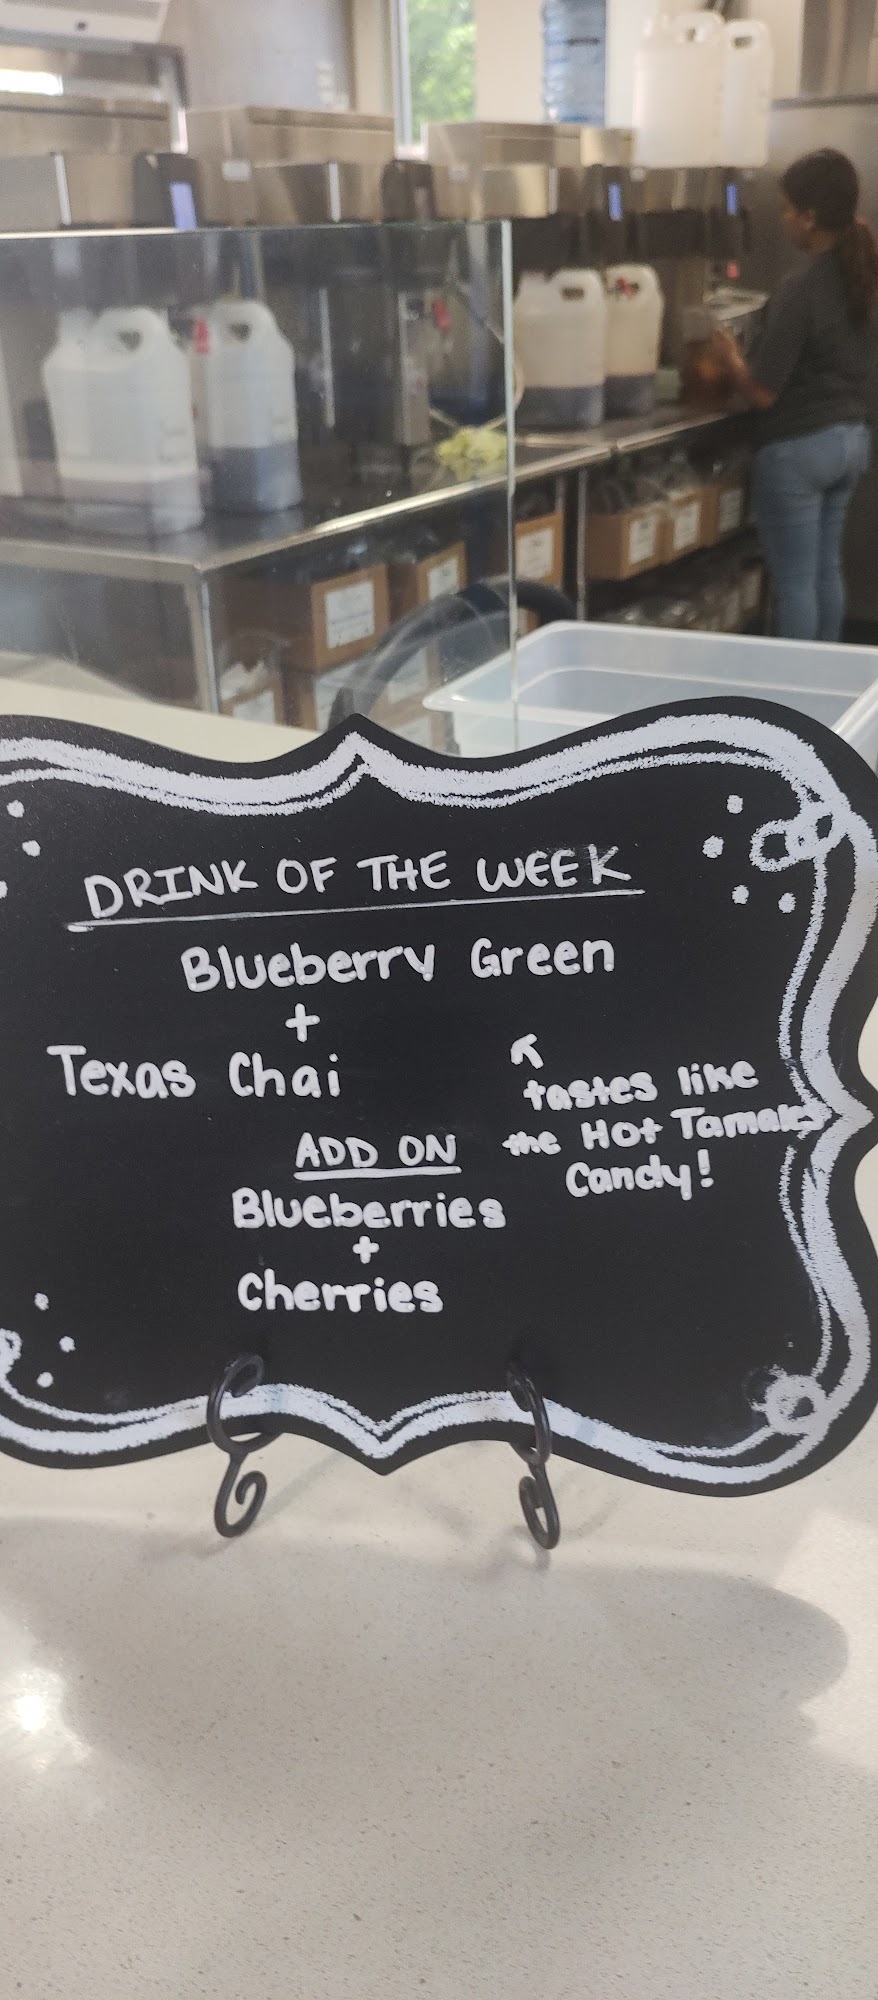 DRINK OF THE WEEK
Blueberry Green
+
Texas Chai
tastes like
the Hot Tamales
Candy!
ADD ON
Blueberries
+
Cherries